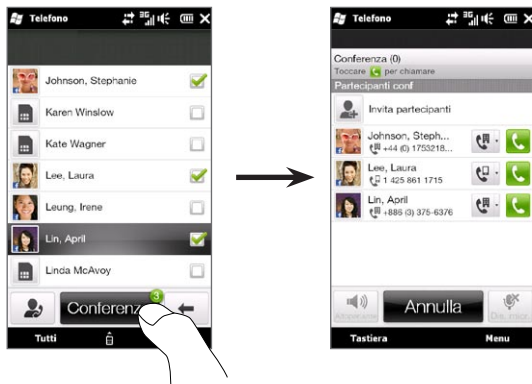 Telefono
Johnson, Stephanie
Karen Winslow
Kate Wagner
Lee, Laura
Leung, Irene
Lin, April
Linda McAvoy
3
Tutti
Telefono
Conferenza (0)
Toccare per chiamare
Partecipanti conf
Invita partecipanti
Johnson, Steph...
+44 (0) 1753218...
Lee, Laura
1 425 861 1715
Lin, April
+886 (0) 375-6376
Annulla
Tastiera Menu